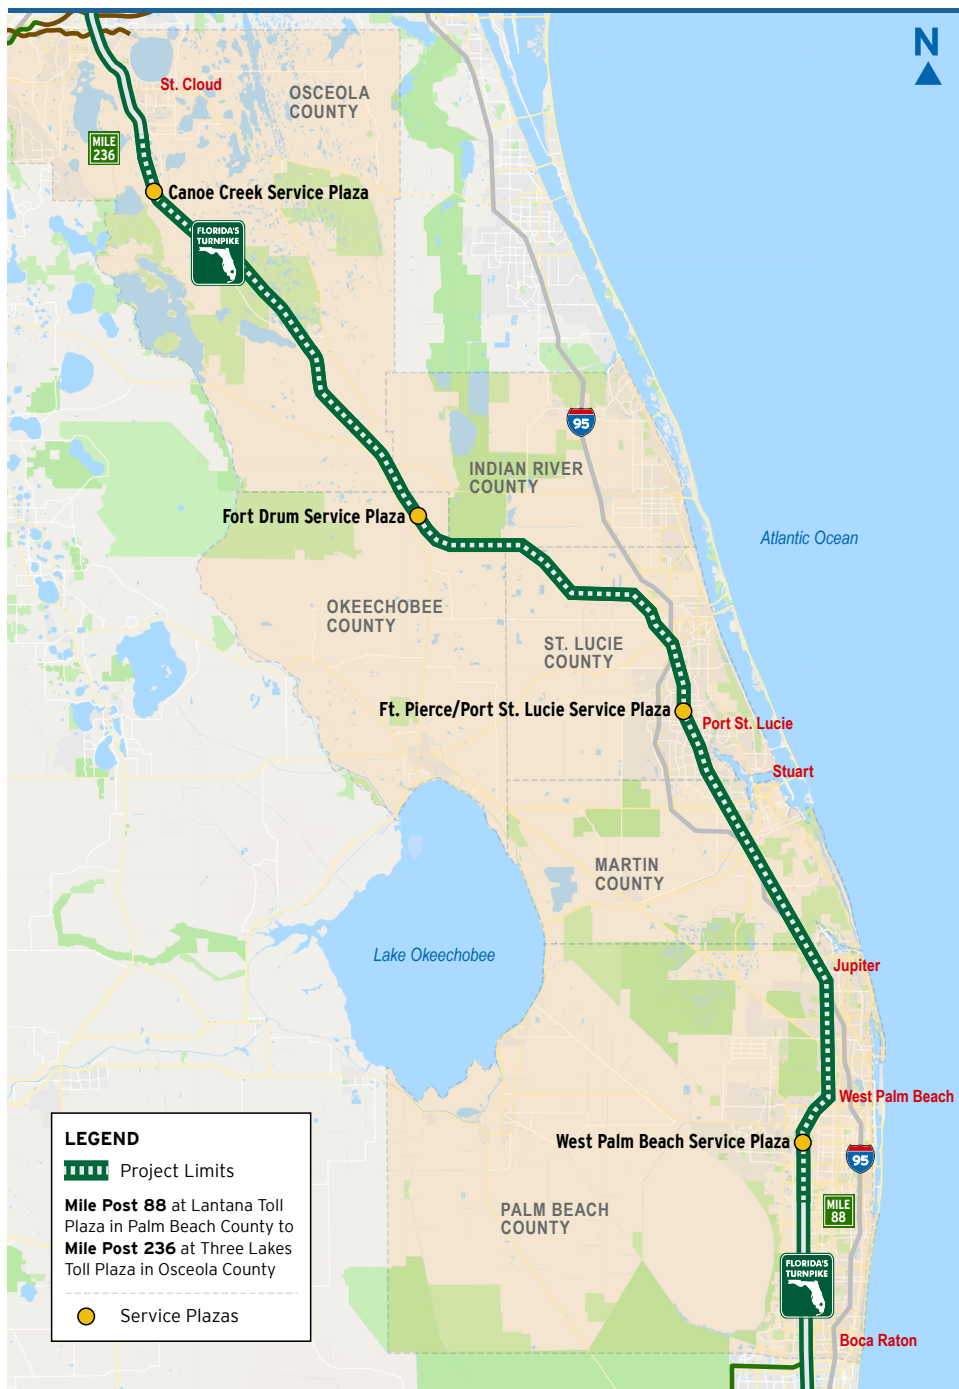 N
St. Cloud
OSCEOLA
COUNTY
MILE
236
Canoe Creek Service Plaza
FLORIDA'S
TURNPIKE
95
INDIAN RIVER
COUNTY
Fort Drum Service Plaza
Atlantic Ocean
OKEECHOBEE
COUNTY
ST. LUCIE
COUNTY
Ft. Pierce/Port St. Lucie Service Plaza
Port St. Lucie
Stuart
MARTIN
COUNTY
Lake Okeechobee
Jupiter
West Palm Beach
West Palm Beach Service Plaza
95
PALM BEACH
COUNTY
MILE
88
FLORIDA'S
TURNPIKE
Boca Raton
LEGEND
Project Limits
Mile Post 88 at Lantana Toll
Plaza in Palm Beach County to
Mile Post 236 at Three Lakes
Toll Plaza in Osceola County
Service Plazas